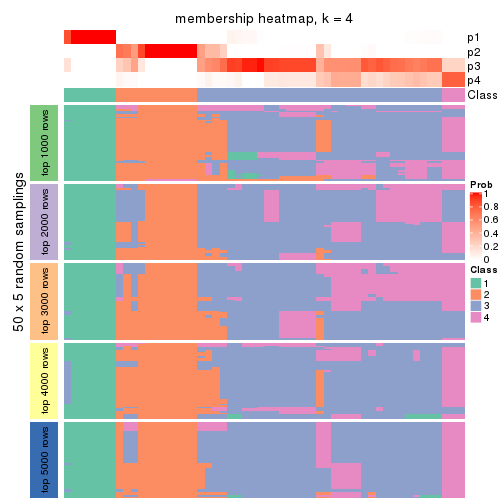 membership heatmap, k = 4
p1
p2
p3
p4
Class
50 x 5 random samplings
top 1000 rows
top 2000 rows
top 3000 rows
top 4000 rows
top 5000 rows
Prob
1
0.8
0.6
0.4
0.2
0
Class
1
2
3
4